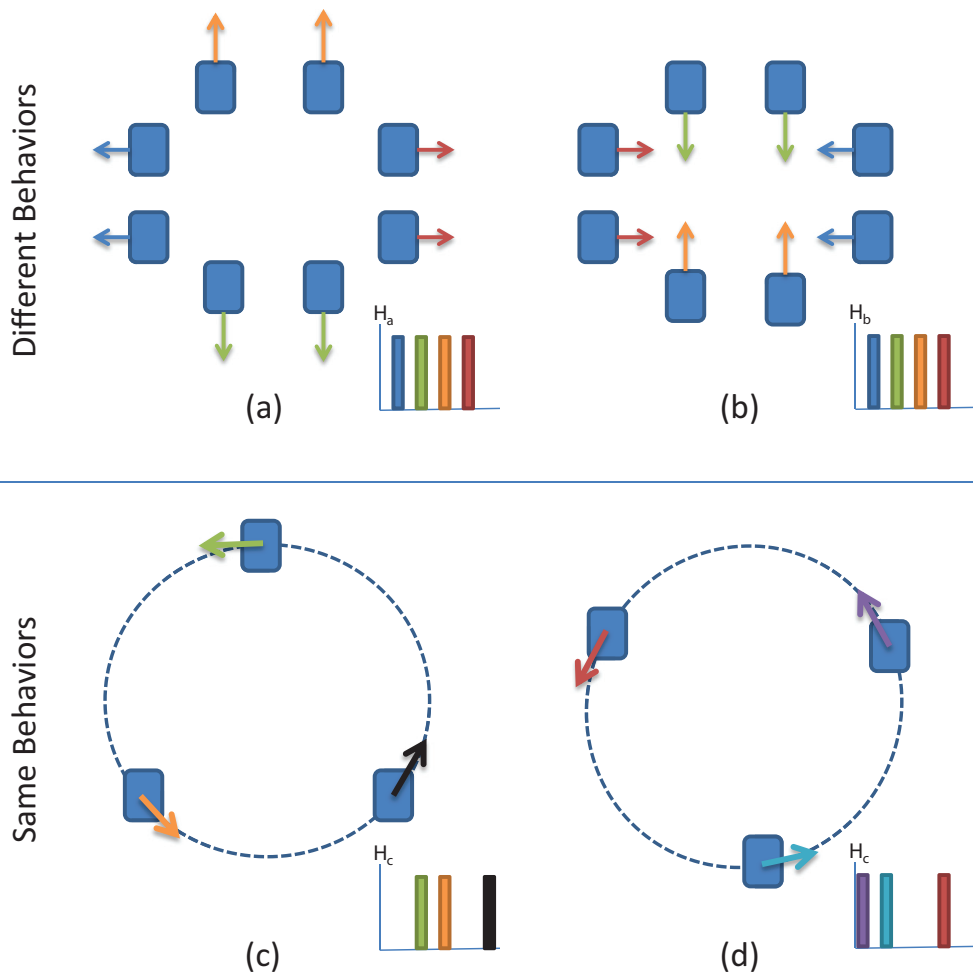 Different Behaviors
Ha
(a)
Hb
(b)
Same Behaviors
Hc
(c)
Hc
(d)